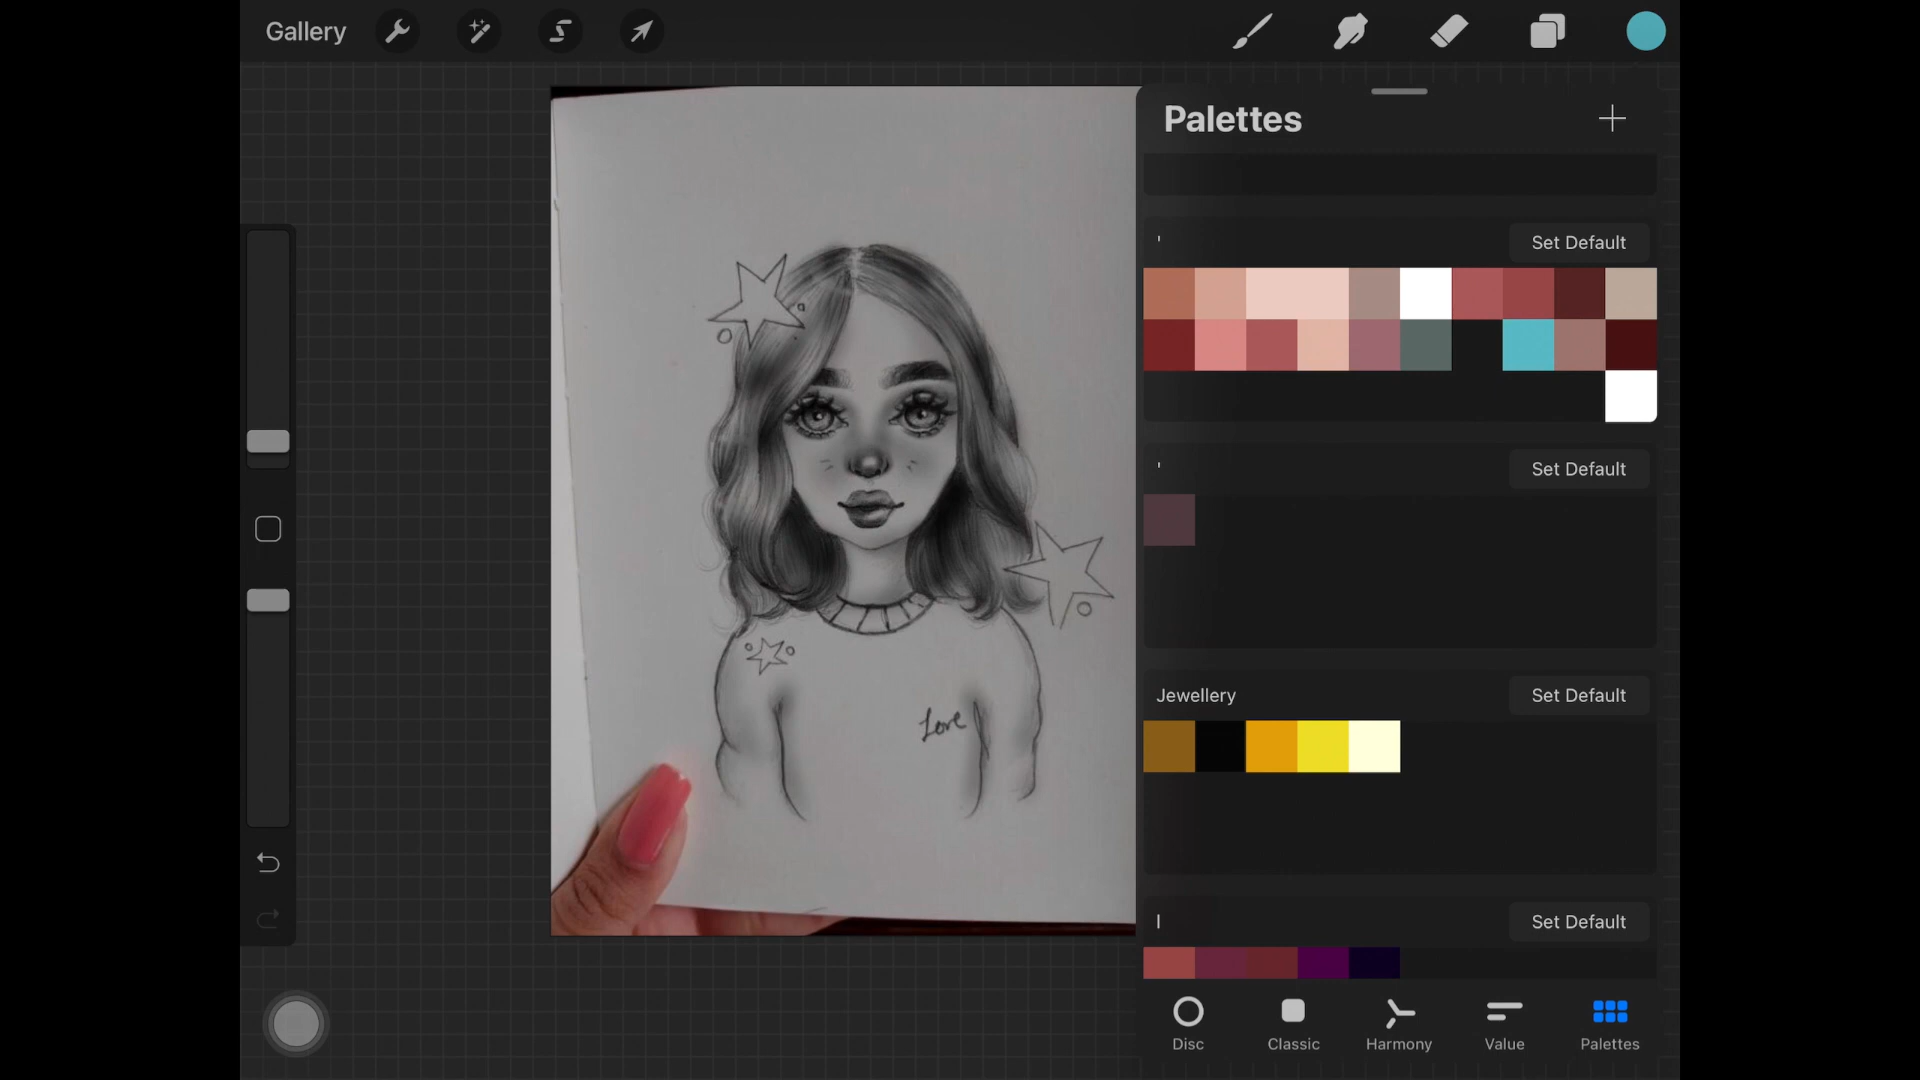 Gallery
Palettes
' Set Default
' Set Default
Jewellery Set Default
I Set Default
Love
Disc Classic Harmony Value Palettes